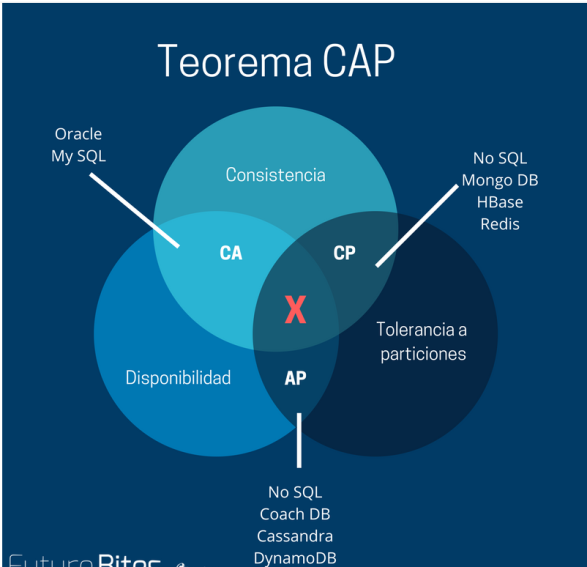 Teorema CAP
Oracle
My SQL
Consistencia
No SQL
Mongo DB
HBase
Redis
CA
CP
X
Tolerancia a
particiones
Disponibilidad
AP
No SQL
Coach DB
Cassandra
DynamoDB